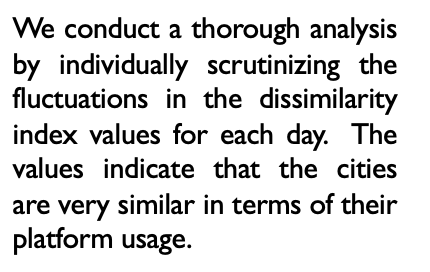 We conduct a thorough analysis
by individually scrutinizing the
fluctuations in the dissimilarity
index values for each day. The
values indicate that the cities
are very similar in terms of their
platform usage.